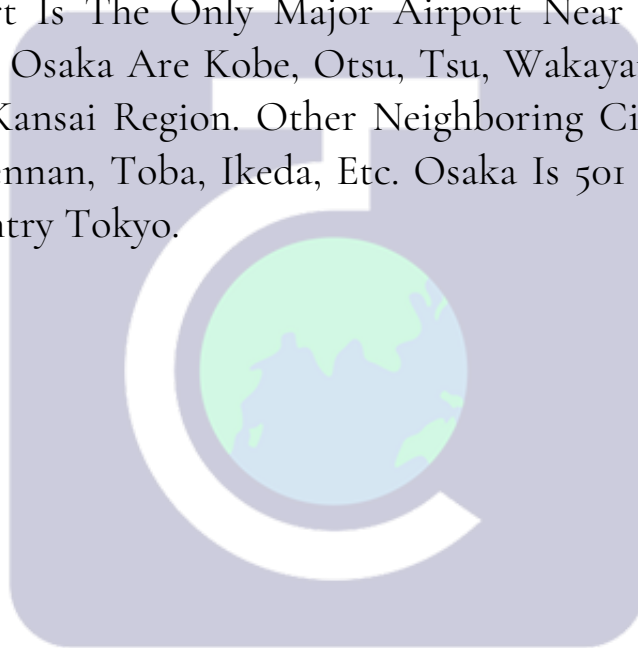 Is The Only Major Airport Near
Osaka Are Kobe, Otsu, Tsu,
Kansai Region. Other Neighboring
Toba, Ikeda, Etc. Osaka Is 501
Tokyo.